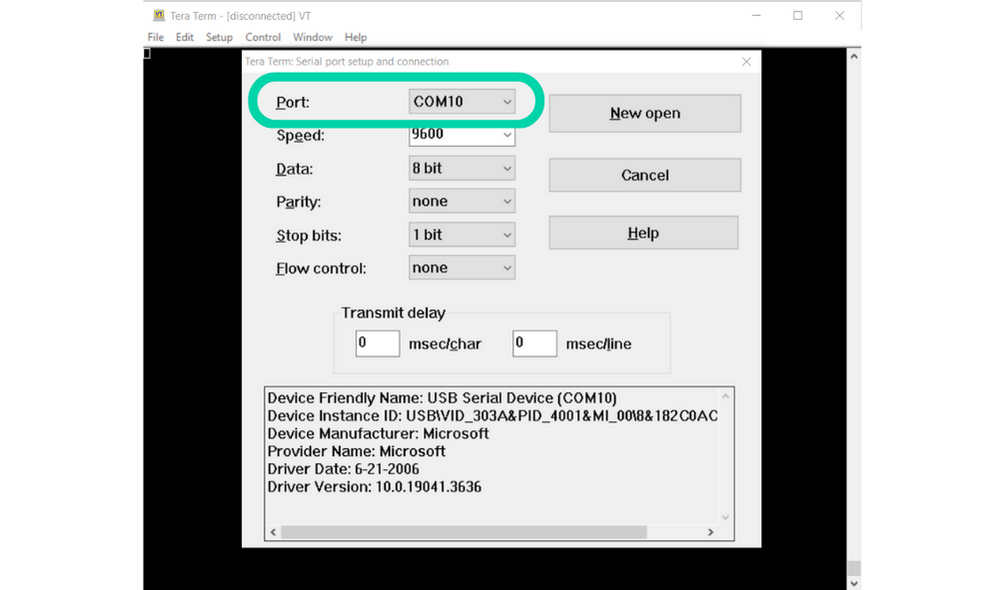 Tera Term - [disconnected] VT
File Edit Setup Control Window Help
Tera Term: Serial port setup and connection
Port: COM10 New open
Speed: 9600
Data: 8 bit Cancel
Parity: none
Stop bits: 1 bit Help
Flow control: none
Transmit delay
0 msec/char 0 msec/line
Device Friendly Name: USB Serial Device (COM10)
Device Instance ID: USB\VID_303A&PID_4001&MI_00\8&182C0AC
Device Manufacturer: Microsoft
Provider Name: Microsoft
Driver Date: 6-21-2006
Driver Version: 10.0.19041.3636